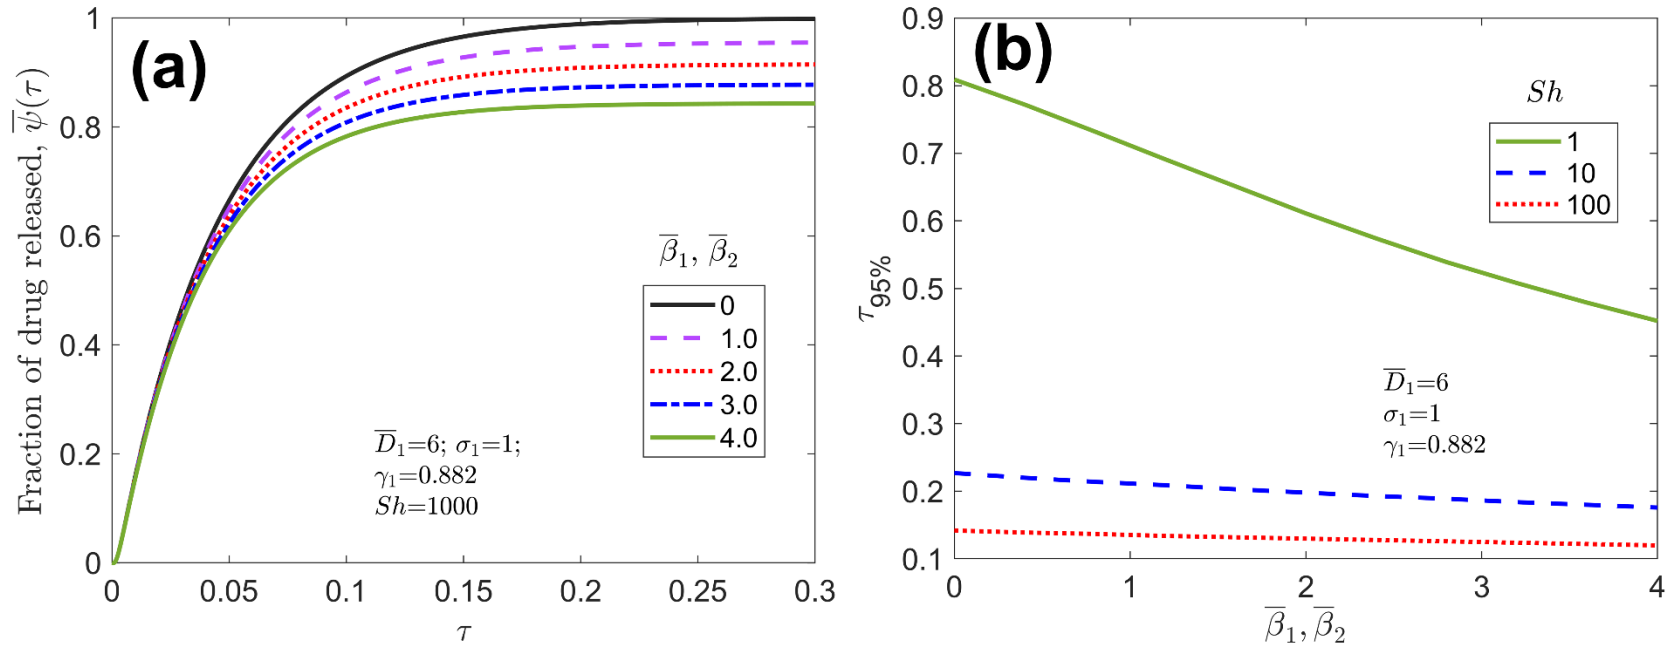 (a)
Fraction of drug released, ψ̅(τ)
1
0.8
0.6
0.4
0.2
0
0 0.05 0.1 0.15 0.2 0.25 0.3
τ
β̅₁, β̅₂
0
1.0
2.0
3.0
4.0
D̅₁=6; σ₁=1;
γ₁=0.882
Sh=1000
(b)
τ95%
0.9
0.8
0.7
0.6
0.5
0.4
0.3
0.2
0.1
0 1 2 3 4
β̅₁, β̅₂
Sh
1
10
100
D̅₁=6
σ₁=1
γ₁=0.882